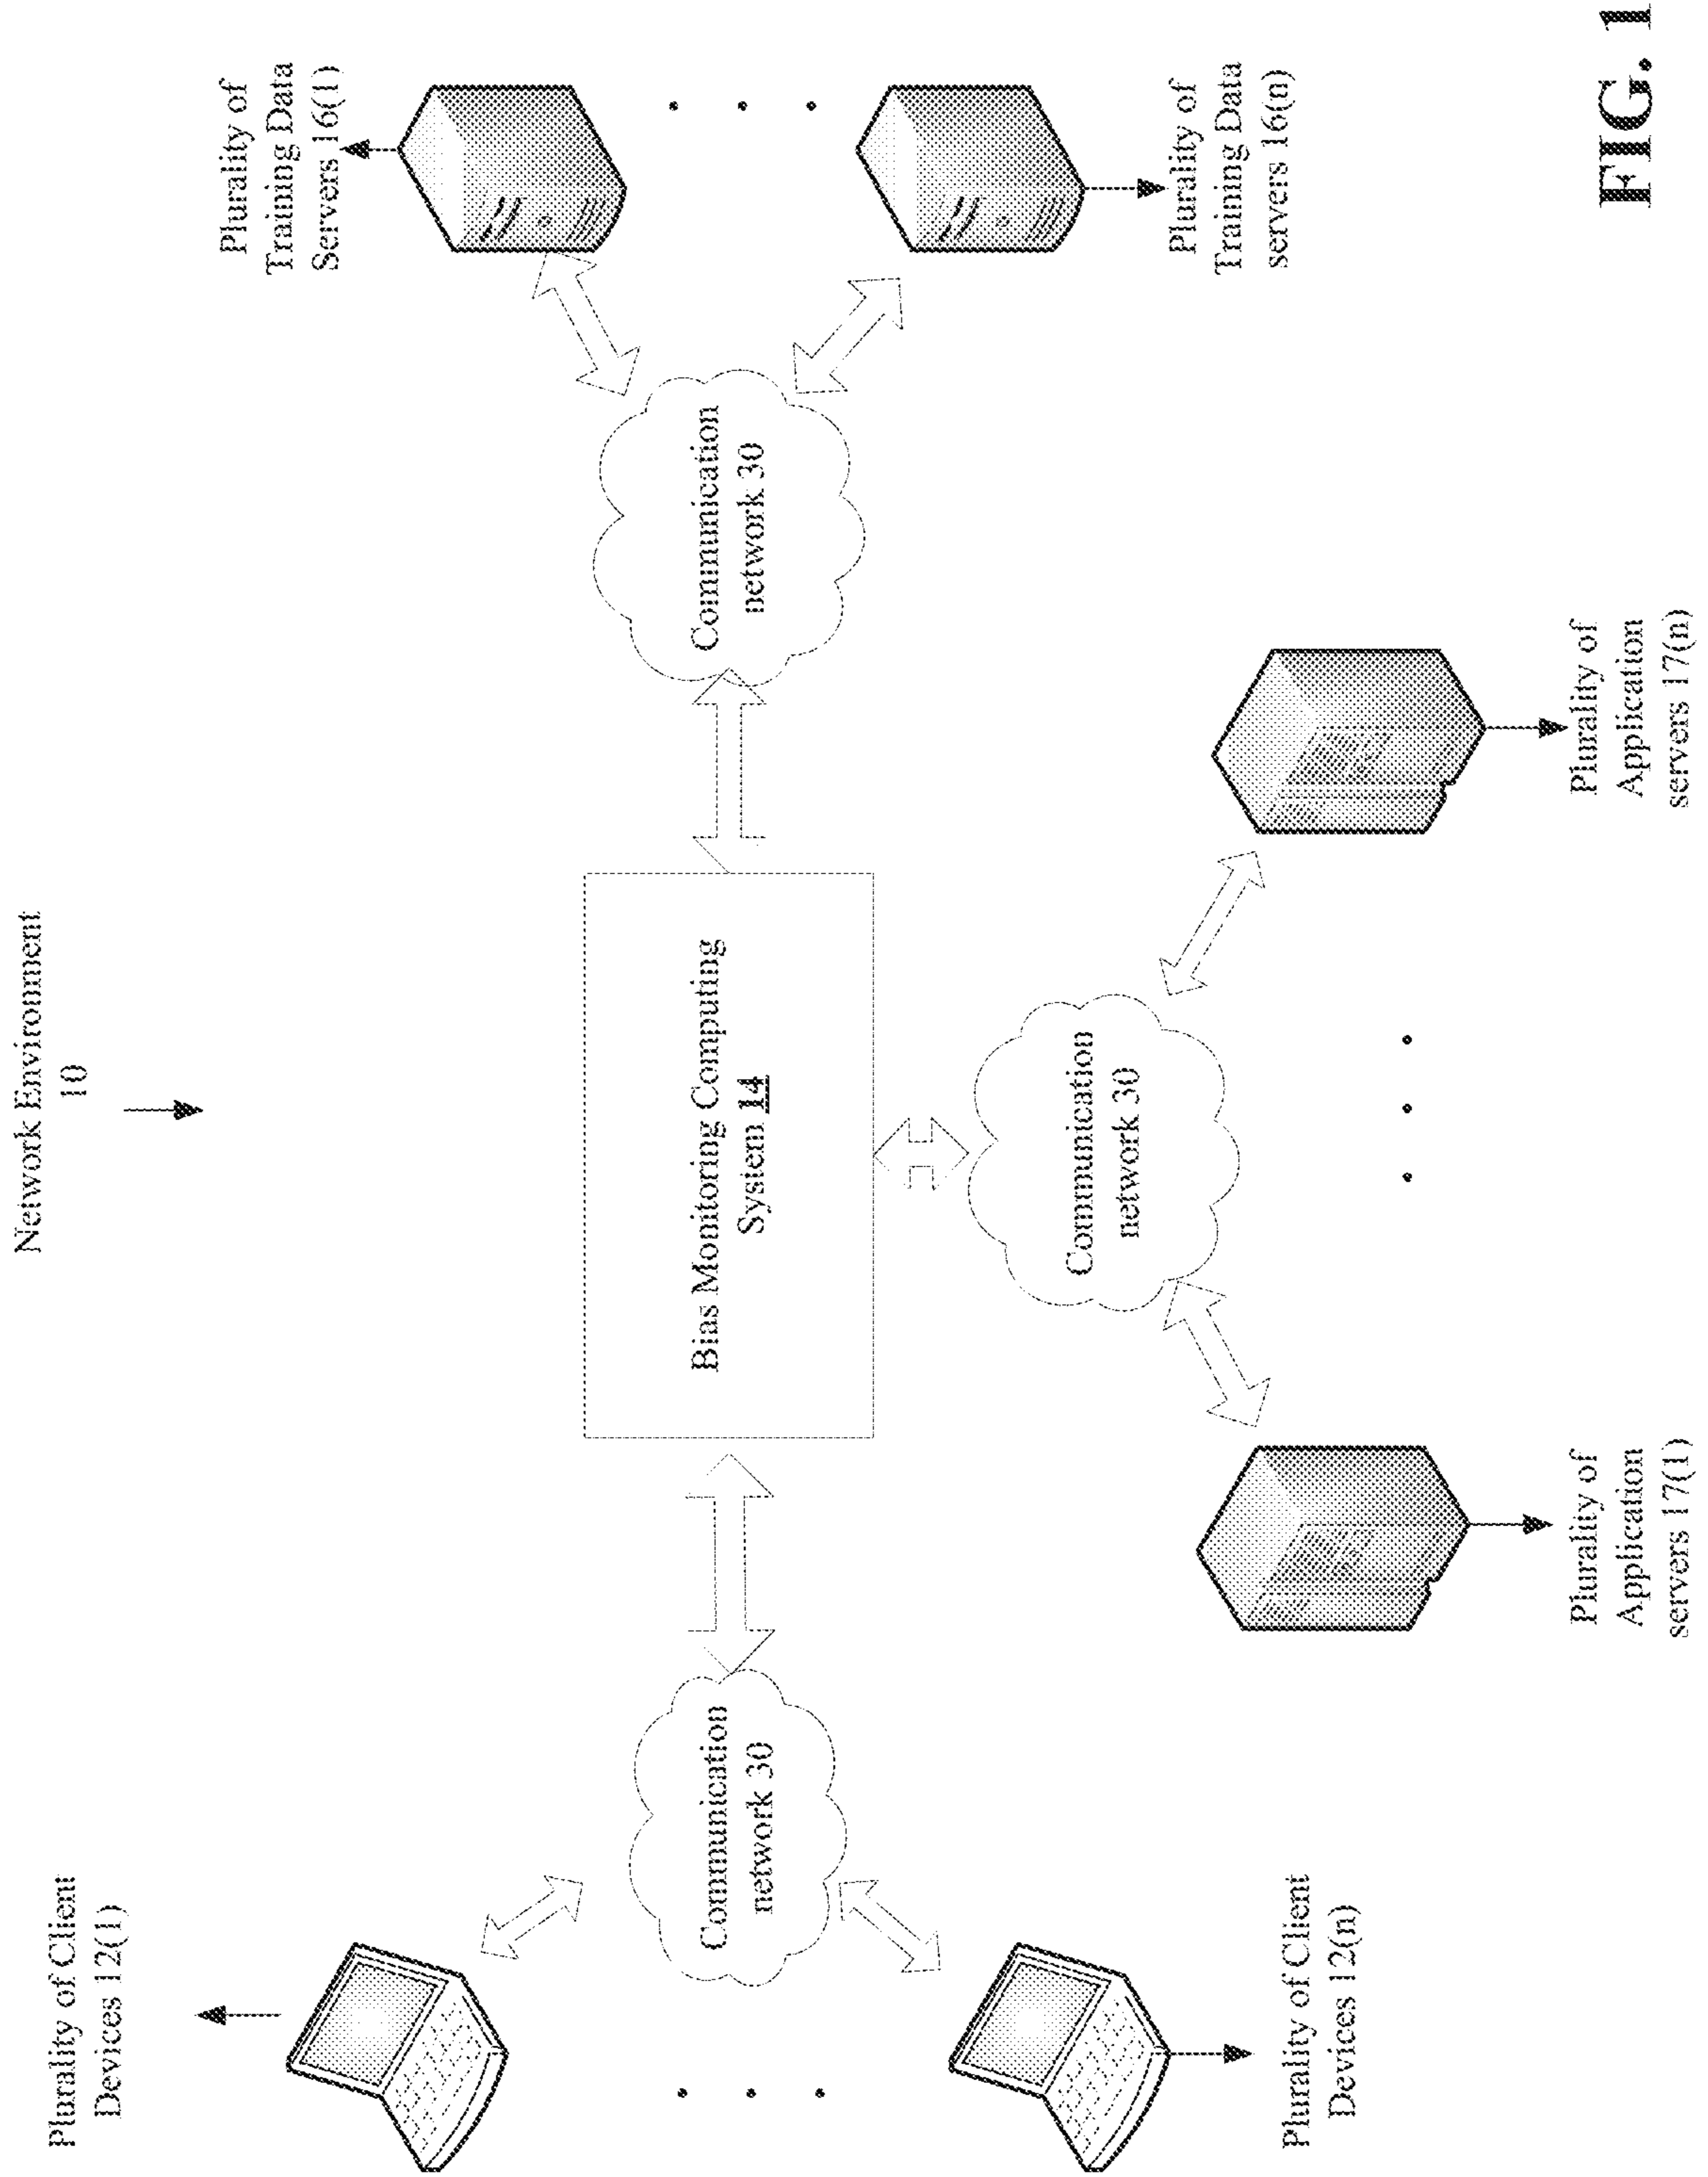 Network Environment
10
Plurality of Client
Devices 12(1)
Plurality of
Training Data
Servers 16(1)
Communication
network 30
Bias Monitoring Computing
System 14
Communication
network 30
Communication
network 30
Plurality of Client
Devices 12(n)
Plurality of
Training Data
servers 16(n)
Plurality of
Application
servers 17(1)
Plurality of
Application
servers 17(n)
FIG. 1